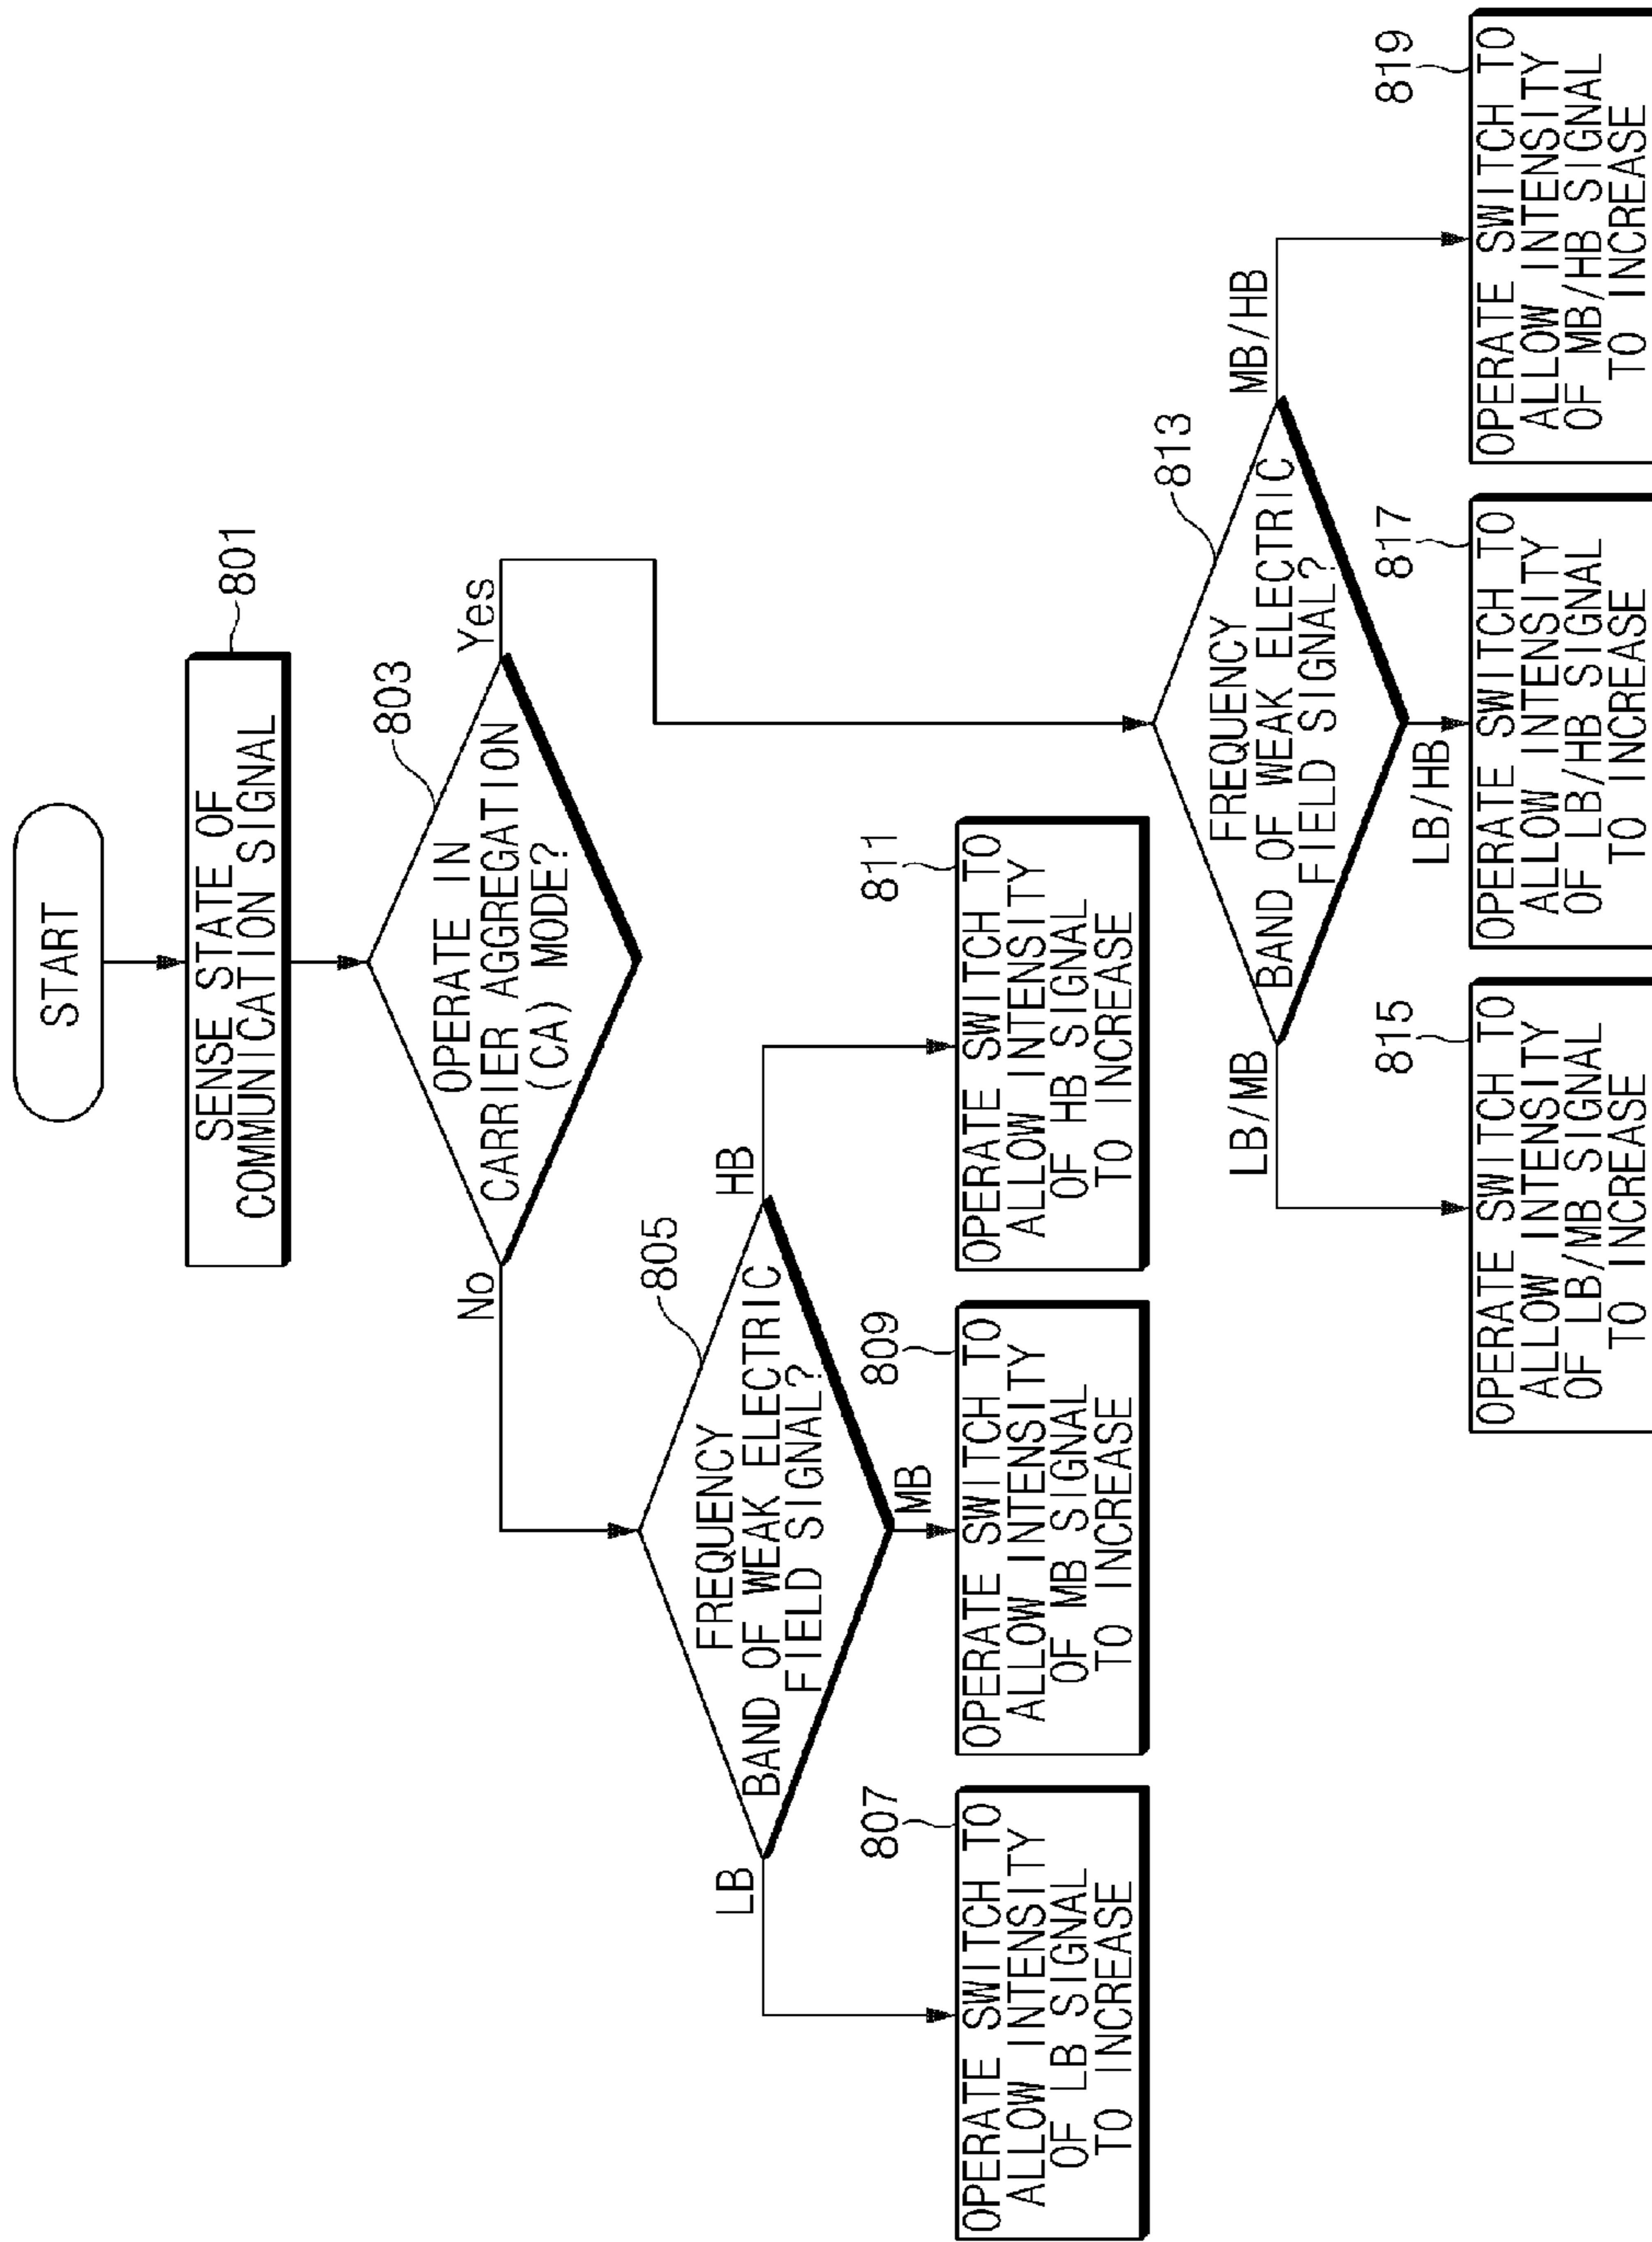 START
SENSE STATE OF
COMMUNICATION SIGNAL
801
OPERATE IN
CARRIER AGGREGATION
(CA) MODE?
803
No
Yes
FREQUENCY
BAND OF WEAK ELECTRIC
FIELD SIGNAL?
805
LB
MB
HB
OPERATE SWITCH TO
ALLOW INTENSITY
OF LB SIGNAL
TO INCREASE
807
OPERATE SWITCH TO
ALLOW INTENSITY
OF MB SIGNAL
TO INCREASE
809
OPERATE SWITCH TO
ALLOW INTENSITY
OF HB SIGNAL
TO INCREASE
811
FREQUENCY
BAND OF WEAK ELECTRIC
FIELD SIGNAL?
813
LB/MB
LB/HB
MB/HB
OPERATE SWITCH TO
ALLOW INTENSITY
OF LB/MB SIGNAL
TO INCREASE
815
OPERATE SWITCH TO
ALLOW INTENSITY
OF LB/HB SIGNAL
TO INCREASE
817
OPERATE SWITCH TO
ALLOW INTENSITY
OF MB/HB SIGNAL
TO INCREASE
819